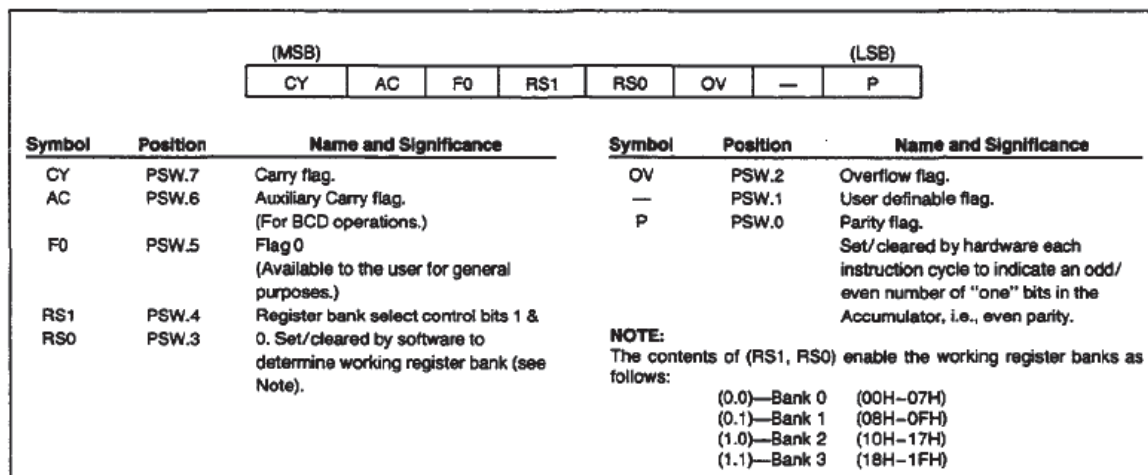 (MSB) (LSB)
CY AC F0 RS1 RS0 OV — P
Symbol Position Name and Significance
CY PSW.7 Carry flag.
AC PSW.6 Auxiliary Carry flag.
(For BCD operations.)
F0 PSW.5 Flag 0
(Available to the user for general
purposes.)
RS1 PSW.4 Register bank select control bits 1 &
RS0 PSW.3 0. Set/cleared by software to
determine working register bank (see
Note).
Symbol Position Name and Significance
OV PSW.2 Overflow flag.
— PSW.1 User definable flag.
P PSW.0 Parity flag.
Set/cleared by hardware each
instruction cycle to indicate an odd/
even number of "one" bits in the
Accumulator, i.e., even parity.
NOTE:
The contents of (RS1, RS0) enable the working register banks as
follows:
(0.0)—Bank 0 (00H–07H)
(0.1)—Bank 1 (08H–0FH)
(1.0)—Bank 2 (10H–17H)
(1.1)—Bank 3 (18H–1FH)